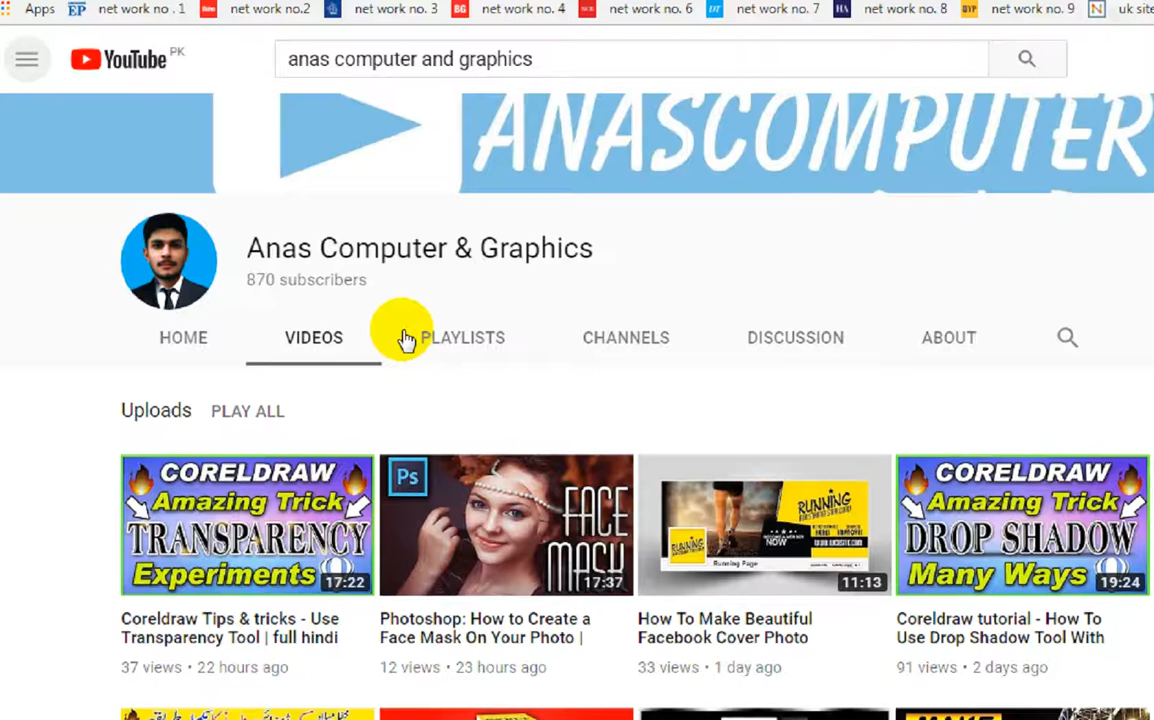 Apps net work no .1 net work no.2 net work no. 3 BG net work no. 4 net work no. 6 DT net work no. 7 HA net work no. 8 net work no. 9 N uk site
YouTube PK
anas computer and graphics
ANASCOMPUTER
Anas Computer & Graphics
870 subscribers
HOME VIDEOS PLAYLISTS CHANNELS DISCUSSION ABOUT
Uploads PLAY ALL
CORELDRAW
Amazing Trick
TRANSPARENCY
Experiments
17:22
Ps
FACE
MASK
17:37
RUNNING
NOW
Running Page
11:13
CORELDRAW
Amazing Trick
DROP SHADOW
Many Ways
19:24
Coreldraw Tips & tricks - Use
Transparency Tool | full hindi
37 views • 22 hours ago
Photoshop: How to Create a
Face Mask On Your Photo |
12 views • 23 hours ago
How To Make Beautiful
Facebook Cover Photo
33 views • 1 day ago
Coreldraw tutorial - How To
Use Drop Shadow Tool With
91 views • 2 days ago
MAKE